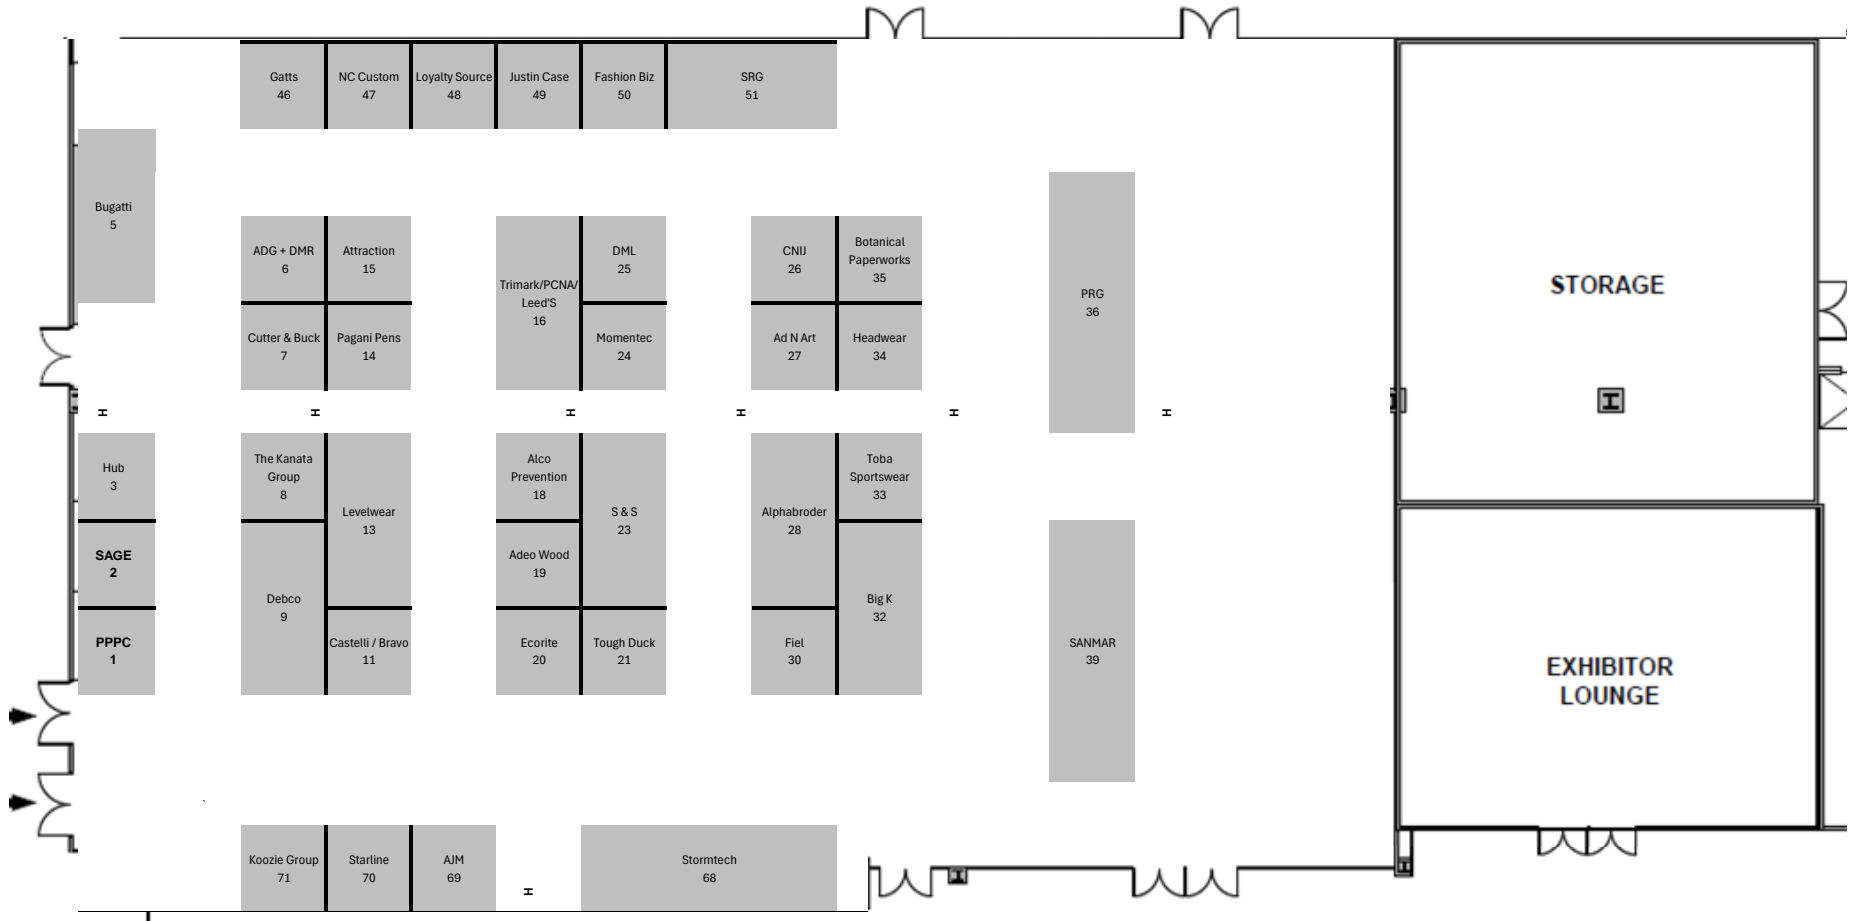 Gatts
46
NC Custom
47
Loyalty Source
48
Justin Case
49
Fashion Biz
50
SRG
51
Bugatti
5
ADG + DMR
6
Attraction
15
Cutter & Buck
7
Pagani Pens
14
Trimark/PCNA/
Leed'S
16
DML
25
Momentec
24
CNIJ
26
Botanical
Paperworks
35
Ad N Art
27
Headwear
34
PRG
36
STORAGE
Hub
3
SAGE
2
PPPC
1
The Kanata
Group
8
Levelwear
13
Debco
9
Castelli / Bravo
11
Alco
Prevention
18
S & S
23
Adeo Wood
19
Ecorite
20
Tough Duck
21
Alphabroder
28
Toba
Sportswear
33
Big K
32
Fiel
30
SANMAR
39
EXHIBITOR
LOUNGE
Koozie Group
71
Starline
70
AJM
69
Stormtech
68